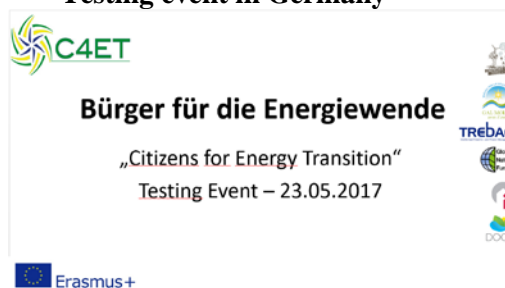 Testing event in Germany
C4ET
Bürger für die Energiewende
„Citizens for Energy Transition“
Testing Event – 23.05.2017
Erasmus+